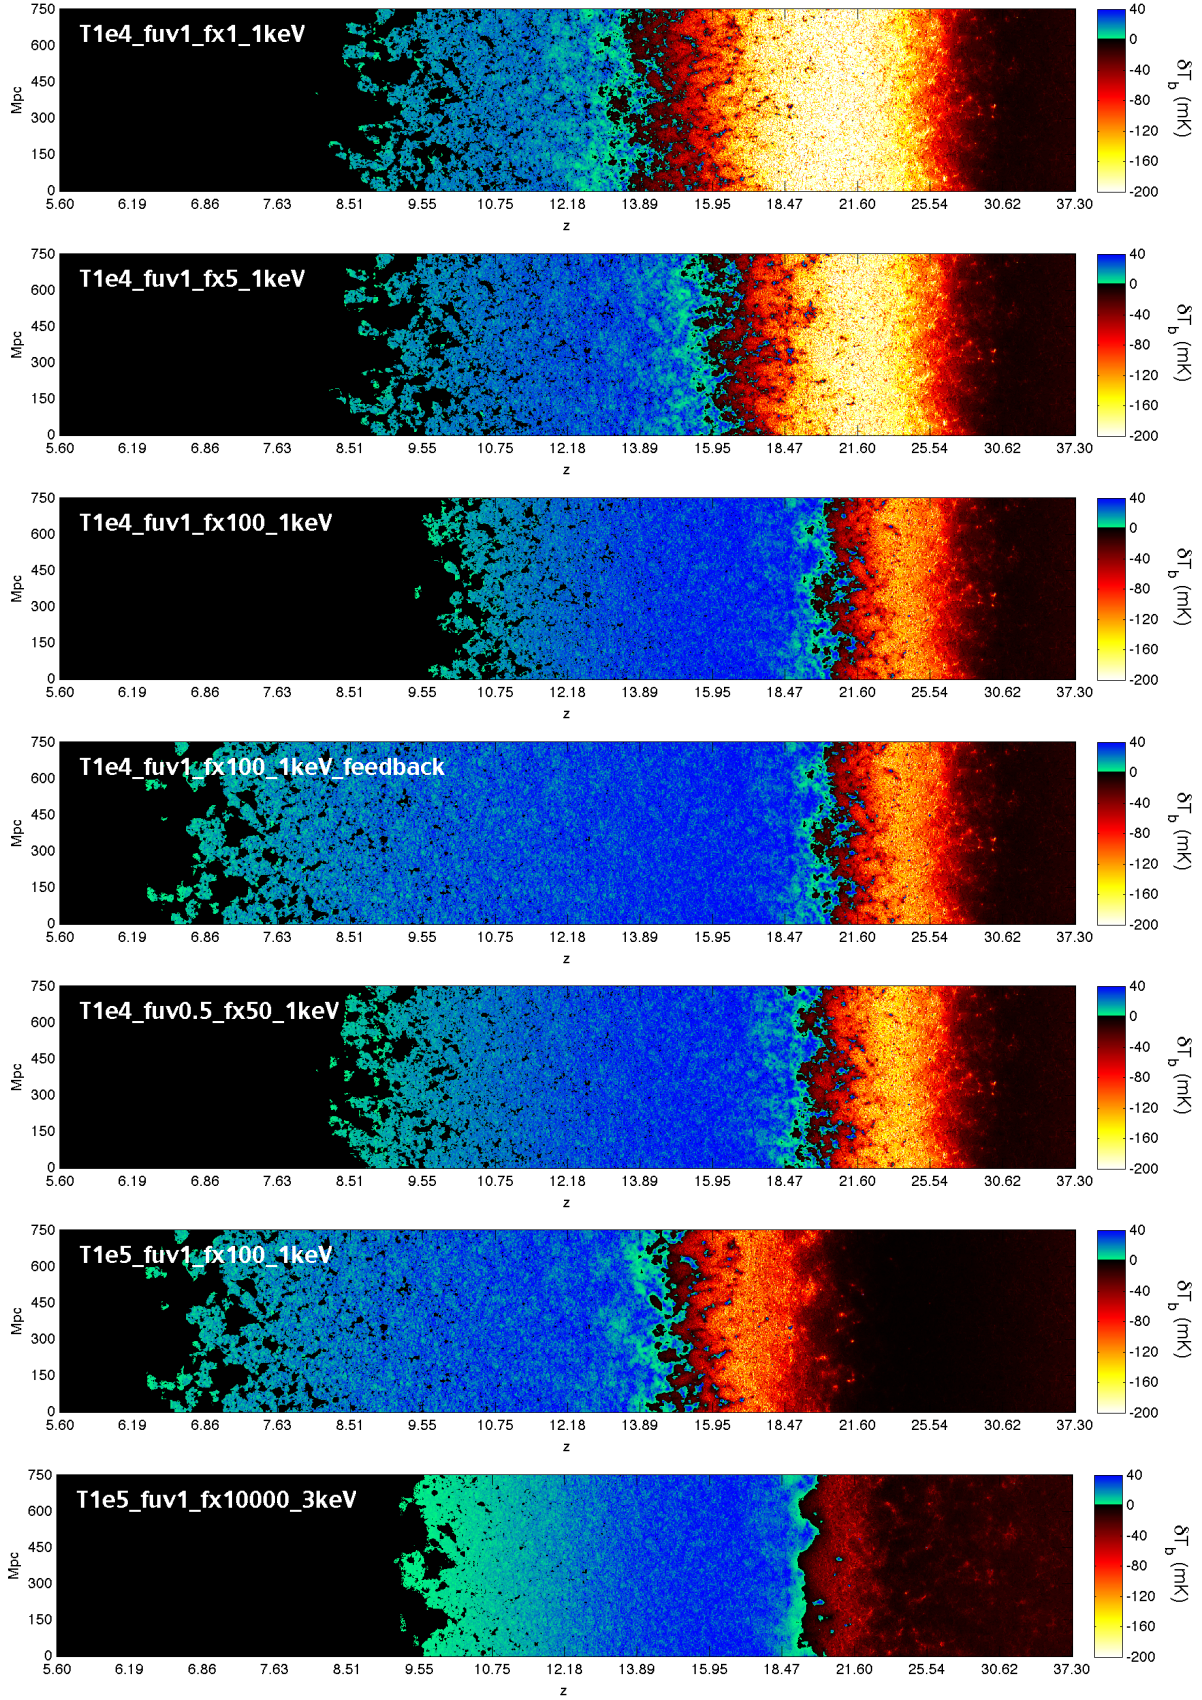 T1e4_fuv1_fx1_1keV
750
600
450
300
150
0
Mpc
5.60 6.19 6.86 7.63 8.51 9.55 10.75 12.18 13.89 15.95 18.47 21.60 25.54 30.62 37.30
z
40
0
-40
-80
-120
-160
-200
δT_b (mK)
T1e4_fuv1_fx5_1keV
750
600
450
300
150
0
Mpc
5.60 6.19 6.86 7.63 8.51 9.55 10.75 12.18 13.89 15.95 18.47 21.60 25.54 30.62 37.30
z
40
0
-40
-80
-120
-160
-200
δT_b (mK)
T1e4_fuv1_fx100_1keV
750
600
450
300
150
0
Mpc
5.60 6.19 6.86 7.63 8.51 9.55 10.75 12.18 13.89 15.95 18.47 21.60 25.54 30.62 37.30
z
40
0
-40
-80
-120
-160
-200
δT_b (mK)
T1e4_fuv1_fx100_1keV_feedback
750
600
450
300
150
0
Mpc
5.60 6.19 6.86 7.63 8.51 9.55 10.75 12.18 13.89 15.95 18.47 21.60 25.54 30.62 37.30
z
40
0
-40
-80
-120
-160
-200
δT_b (mK)
T1e4_fuv0.5_fx50_1keV
750
600
450
300
150
0
Mpc
5.60 6.19 6.86 7.63 8.51 9.55 10.75 12.18 13.89 15.95 18.47 21.60 25.54 30.62 37.30
z
40
0
-40
-80
-120
-160
-200
δT_b (mK)
T1e5_fuv1_fx100_1keV
750
600
450
300
150
0
Mpc
5.60 6.19 6.86 7.63 8.51 9.55 10.75 12.18 13.89 15.95 18.47 21.60 25.54 30.62 37.30
z
40
0
-40
-80
-120
-160
-200
δT_b (mK)
T1e5_fuv1_fx10000_3keV
750
600
450
300
150
0
Mpc
5.60 6.19 6.86 7.63 8.51 9.55 10.75 12.18 13.89 15.95 18.47 21.60 25.54 30.62 37.30
z
40
0
-40
-80
-120
-160
-200
δT_b (mK)